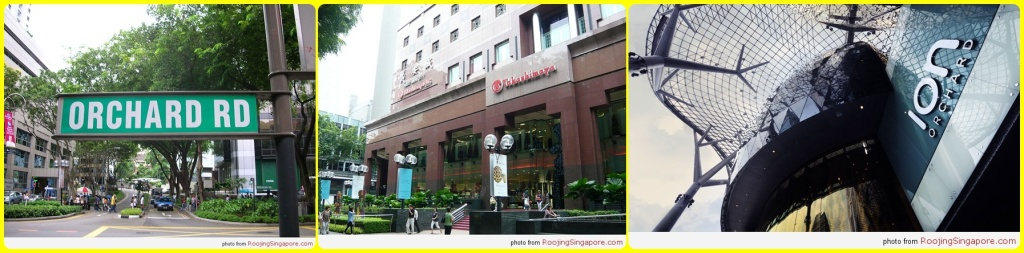 ORCHARD RD
photo from RoojingSingapore.com
Takashimaya
photo from RoojingSingapore.com
ion
ORCHARD
photo from RoojingSingapore.com